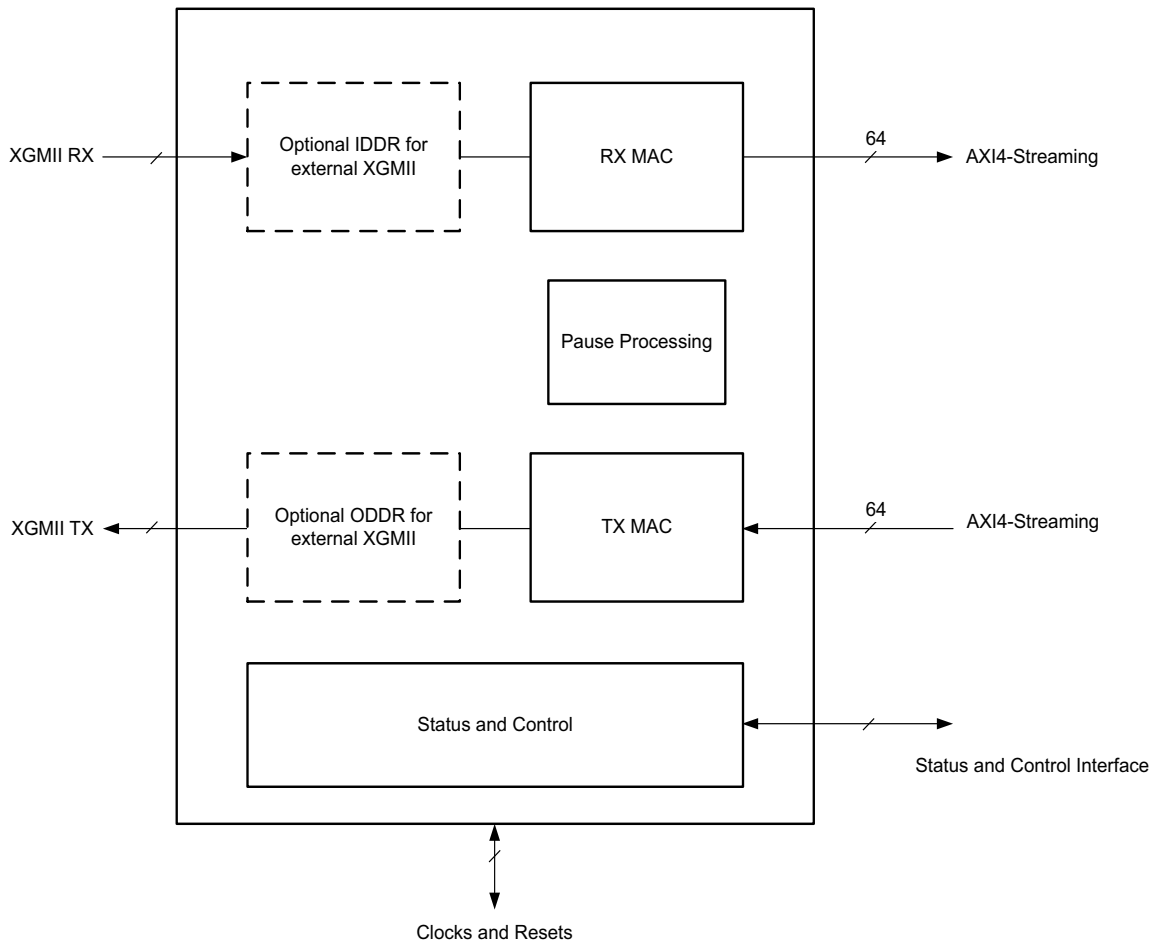 Optional IDDR for
external XGMII
RX MAC
XGMII RX
64
AXI4-Streaming
Pause Processing
Optional ODDR for
external XGMII
TX MAC
XGMII TX
64
AXI4-Streaming
Status and Control
Status and Control Interface
Clocks and Resets